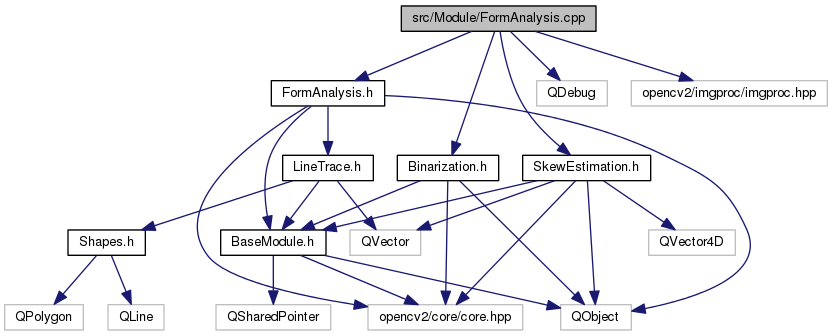 src/Module/FormAnalysis.cpp
FormAnalysis.h
QDebug
opencv2/imgproc/imgproc.hpp
LineTrace.h
Binarization.h
SkewEstimation.h
Shapes.h
BaseModule.h
QVector
QVector4D
QPolygon
QLine
QSharedPointer
opencv2/core/core.hpp
QObject